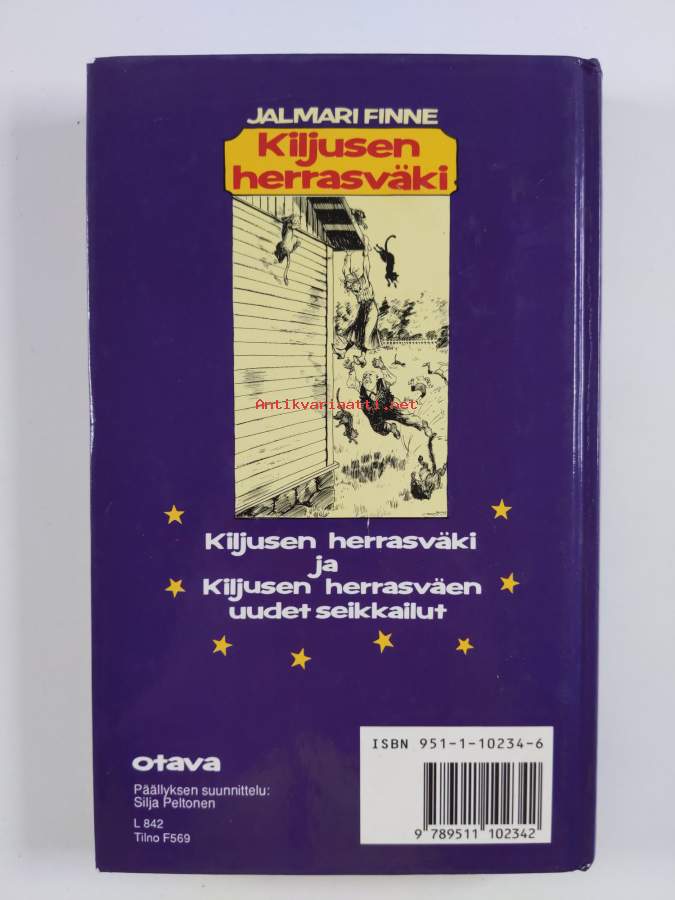 JALMARI FINNE
Kiljusen
herrasväki
Antikvariaatti.net
Kiljusen herrasväki
ja
Kiljusen herrasväen
uudet seikkailut
otava
Päällyksen suunnittelu:
Silja Peltonen
L 842
Tilno F569
ISBN 951-1-10234-6
9 789511 102342